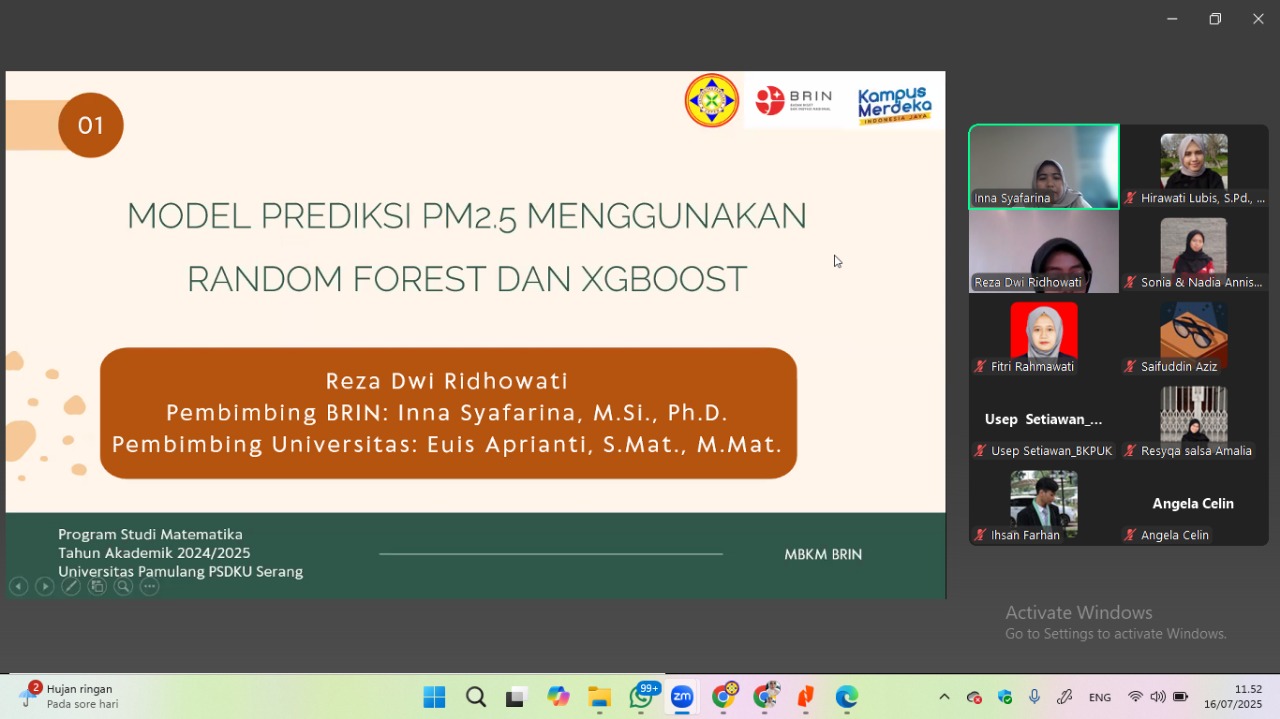 01
BRIN
Kampus
Merdeka
INDONESIA JAYA
MODEL PREDIKSI PM2.5 MENGGUNAKAN
RANDOM FOREST DAN XGBOOST
Reza Dwi Ridhowati
Pembimbing BRIN: Inna Syafarina, M.Si., Ph.D.
Pembimbing Universitas: Euis Aprianti, S.Mat., M.Mat.
Program Studi Matematika
Tahun Akademik 2024/2025
Universitas Pamulang PSDKU Serang
MBKM BRIN
Inna Syafarina
Hirawati Lubis, S.Pd., ...
Reza Dwi Ridhowati
Sonia & Nadia Annis...
Fitri Rahmawati
Saifuddin Aziz
Usep Setiawan_...
Usep Setiawan_BKPUK
Resyqa salsa Amalia
Ihsan Farhan
Angela Celin
Angela Celin
Activate Windows
Go to Settings to activate Windows.
2
Hujan ringan
Pada sore hari
99+
zm
ENG
11.52
16/07/2025